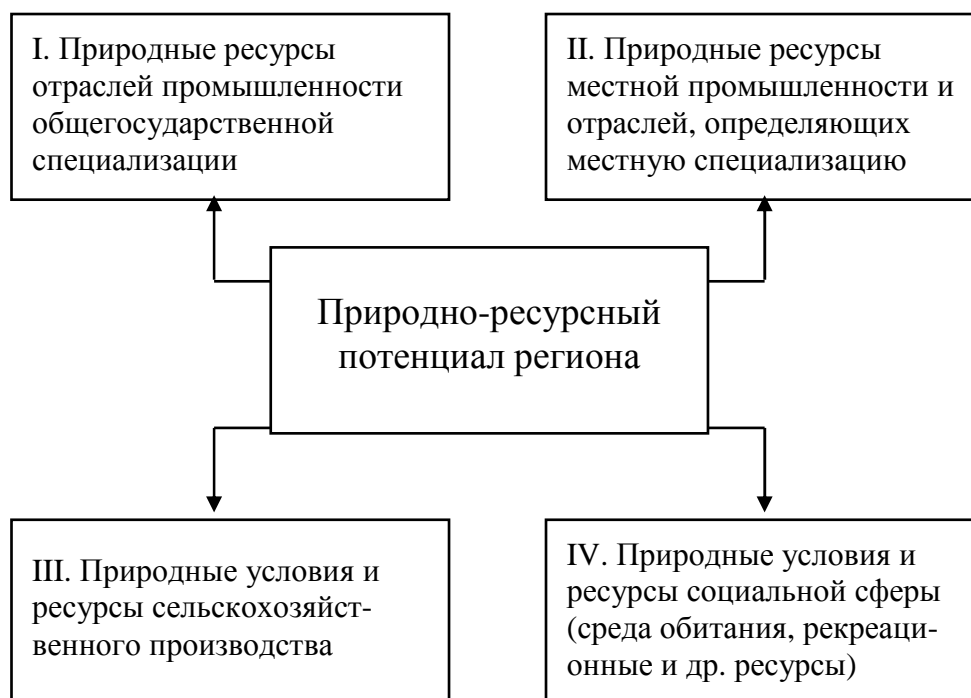 I. Природные ресурсы
отраслей промышленности
общегосударственной
специализации
II. Природные ресурсы
местной промышленности и
отраслей, определяющих
местную специализацию
Природно-ресурсный
потенциал региона
III. Природные условия и
ресурсы сельскохозяйст-
венного производства
IV. Природные условия и
ресурсы социальной сферы
(среда обитания, рекреаци-
онные и др. ресурсы)